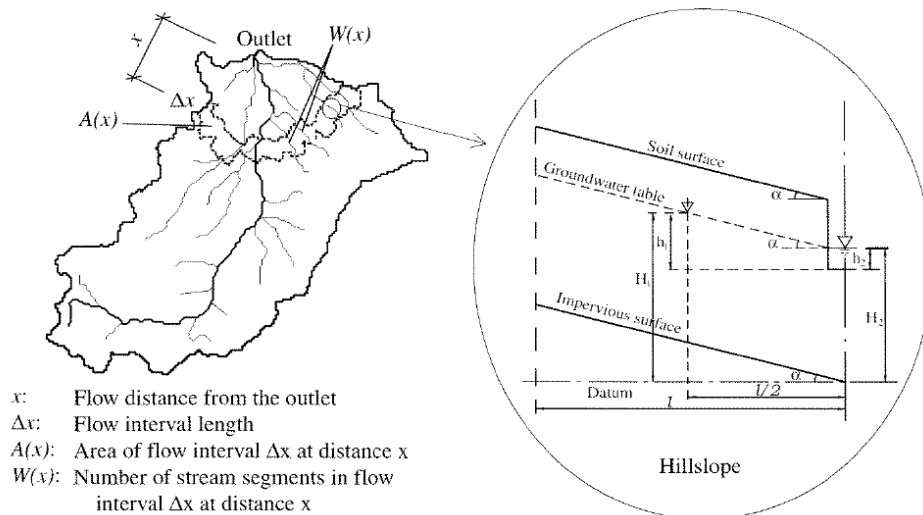 x
Outlet
W(x)
Δx
A(x)
Soil surface
Groundwater table
α
α
h₁
h₂
H₁
H₂
Impervious surface
α
Datum
l/2
l
Hillslope
x: Flow distance from the outlet
Δx: Flow interval length
A(x): Area of flow interval Δx at distance x
W(x): Number of stream segments in flow
interval Δx at distance x